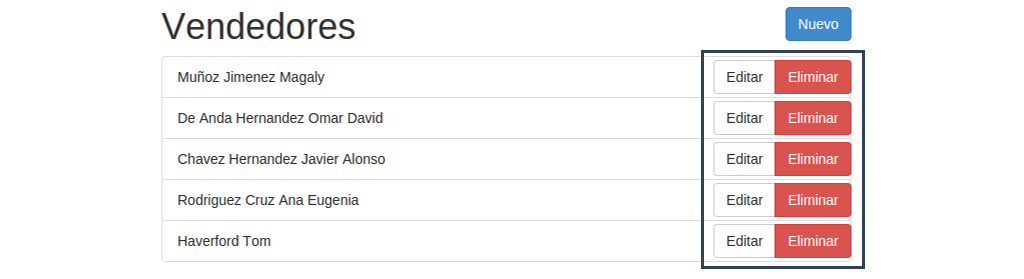 Vendedores Nuevo
Muñoz Jimenez Magaly Editar Eliminar
De Anda Hernandez Omar David Editar Eliminar
Chavez Hernandez Javier Alonso Editar Eliminar
Rodriguez Cruz Ana Eugenia Editar Eliminar
Haverford Tom Editar Eliminar